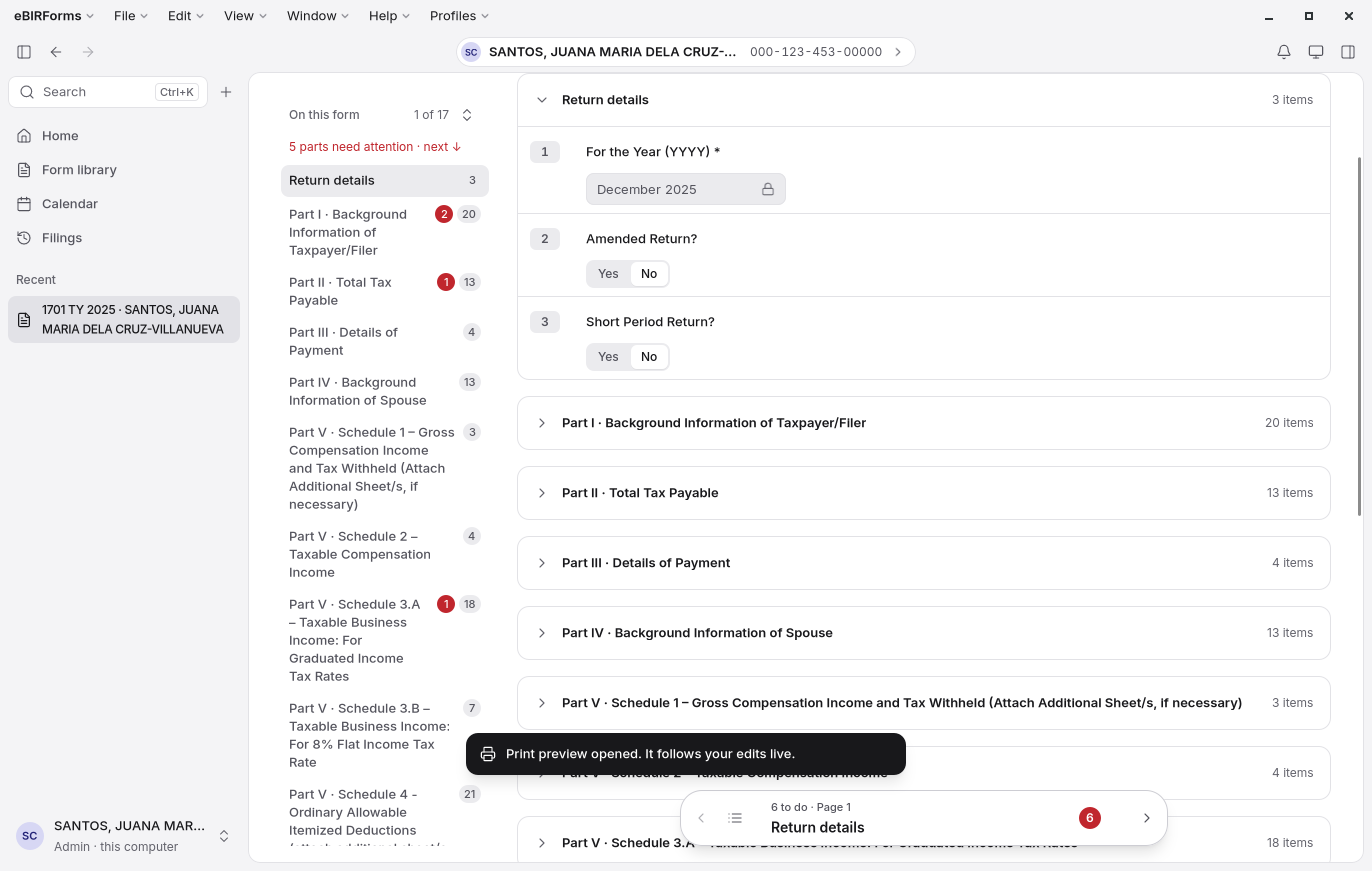 eBIRForms File Edit View Window Help Profiles
SC SANTOS, JUANA MARIA DELA CRUZ-... 000-123-453-00000
Search Ctrl+K
Home
Form library
Calendar
Filings
Recent
1701 TY 2025 · SANTOS, JUANA
MARIA DELA CRUZ-VILLANUEVA
SC SANTOS, JUANA MAR...
Admin · this computer
On this form 1 of 17
5 parts need attention · next ↓
Return details 3
Part I · Background 2 20
Information of
Taxpayer/Filer
Part II · Total Tax 1 13
Payable
Part III · Details of 4
Payment
Part IV · Background 13
Information of Spouse
Part V · Schedule 1 – Gross 3
Compensation Income
and Tax Withheld (Attach
Additional Sheet/s, if
necessary)
Part V · Schedule 2 – 4
Taxable Compensation
Income
Part V · Schedule 3.A 1 18
– Taxable Business
Income: For
Graduated Income
Tax Rates
Part V · Schedule 3.B – 7
Taxable Business Income:
For 8% Flat Income Tax
Rate
Part V · Schedule 4 - 21
Ordinary Allowable
Itemized Deductions
Return details 3 items
1 For the Year (YYYY) *
December 2025
2 Amended Return?
Yes No
3 Short Period Return?
Yes No
Part I · Background Information of Taxpayer/Filer 20 items
Part II · Total Tax Payable 13 items
Part III · Details of Payment 4 items
Part IV · Background Information of Spouse 13 items
Part V · Schedule 1 – Gross Compensation Income and Tax Withheld (Attach Additional Sheet/s, if necessary) 3 items
Print preview opened. It follows your edits live.
Part V · Schedule 2 – Taxable Compensation Income 4 items
6 to do · Page 1
Return details 6
Part V · Schedule 3.A 18 items